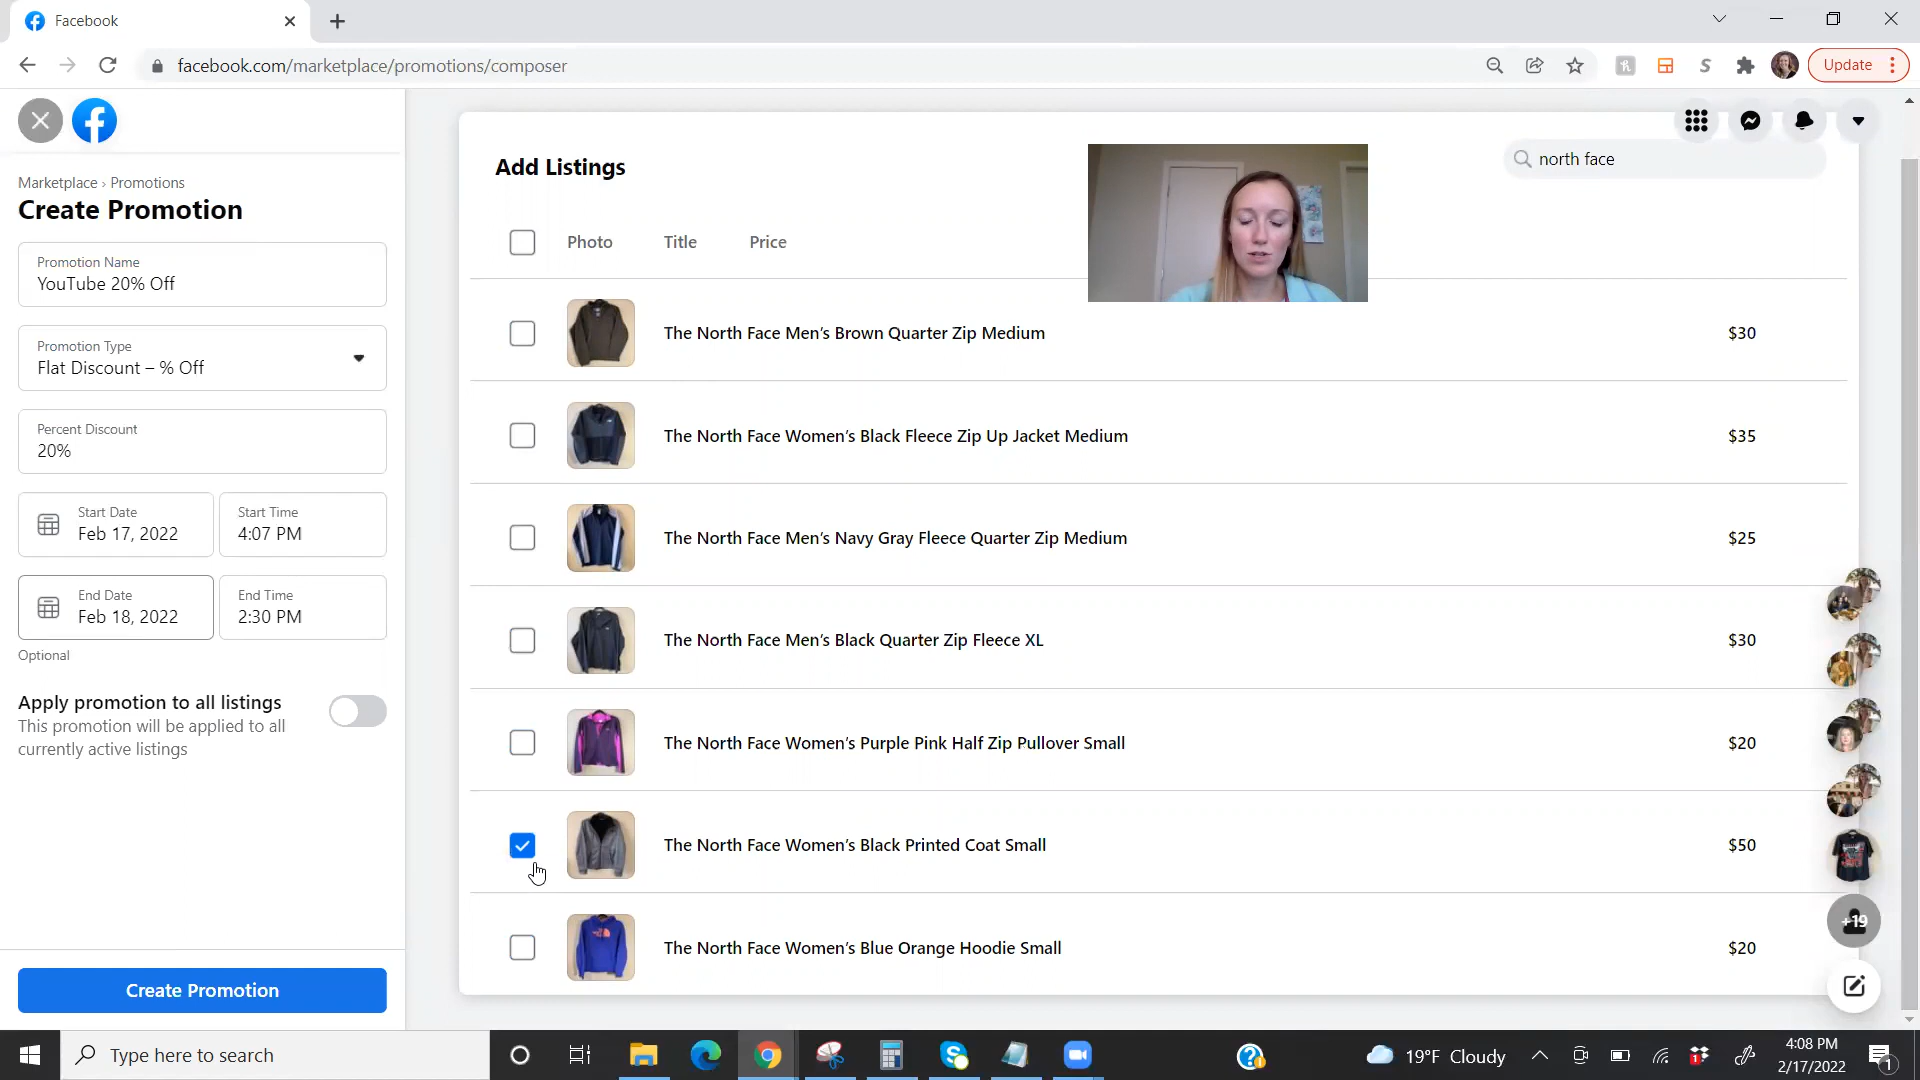 Facebook
facebook.com/marketplace/promotions/composer
Update
Marketplace › Promotions
Create Promotion
Promotion Name
YouTube 20% Off
Promotion Type
Flat Discount – % Off
Percent Discount
20%
Start Date
Feb 17, 2022
Start Time
4:07 PM
End Date
Feb 18, 2022
End Time
2:30 PM
Optional
Apply promotion to all listings
This promotion will be applied to all
currently active listings
Create Promotion
Add Listings
north face
Photo Title Price
The North Face Men's Brown Quarter Zip Medium $30
The North Face Women's Black Fleece Zip Up Jacket Medium $35
The North Face Men's Navy Gray Fleece Quarter Zip Medium $25
The North Face Men's Black Quarter Zip Fleece XL $30
The North Face Women's Purple Pink Half Zip Pullover Small $20
The North Face Women's Black Printed Coat Small $50
The North Face Women's Blue Orange Hoodie Small $20
+19
Type here to search
19°F Cloudy
4:08 PM
2/17/2022
1